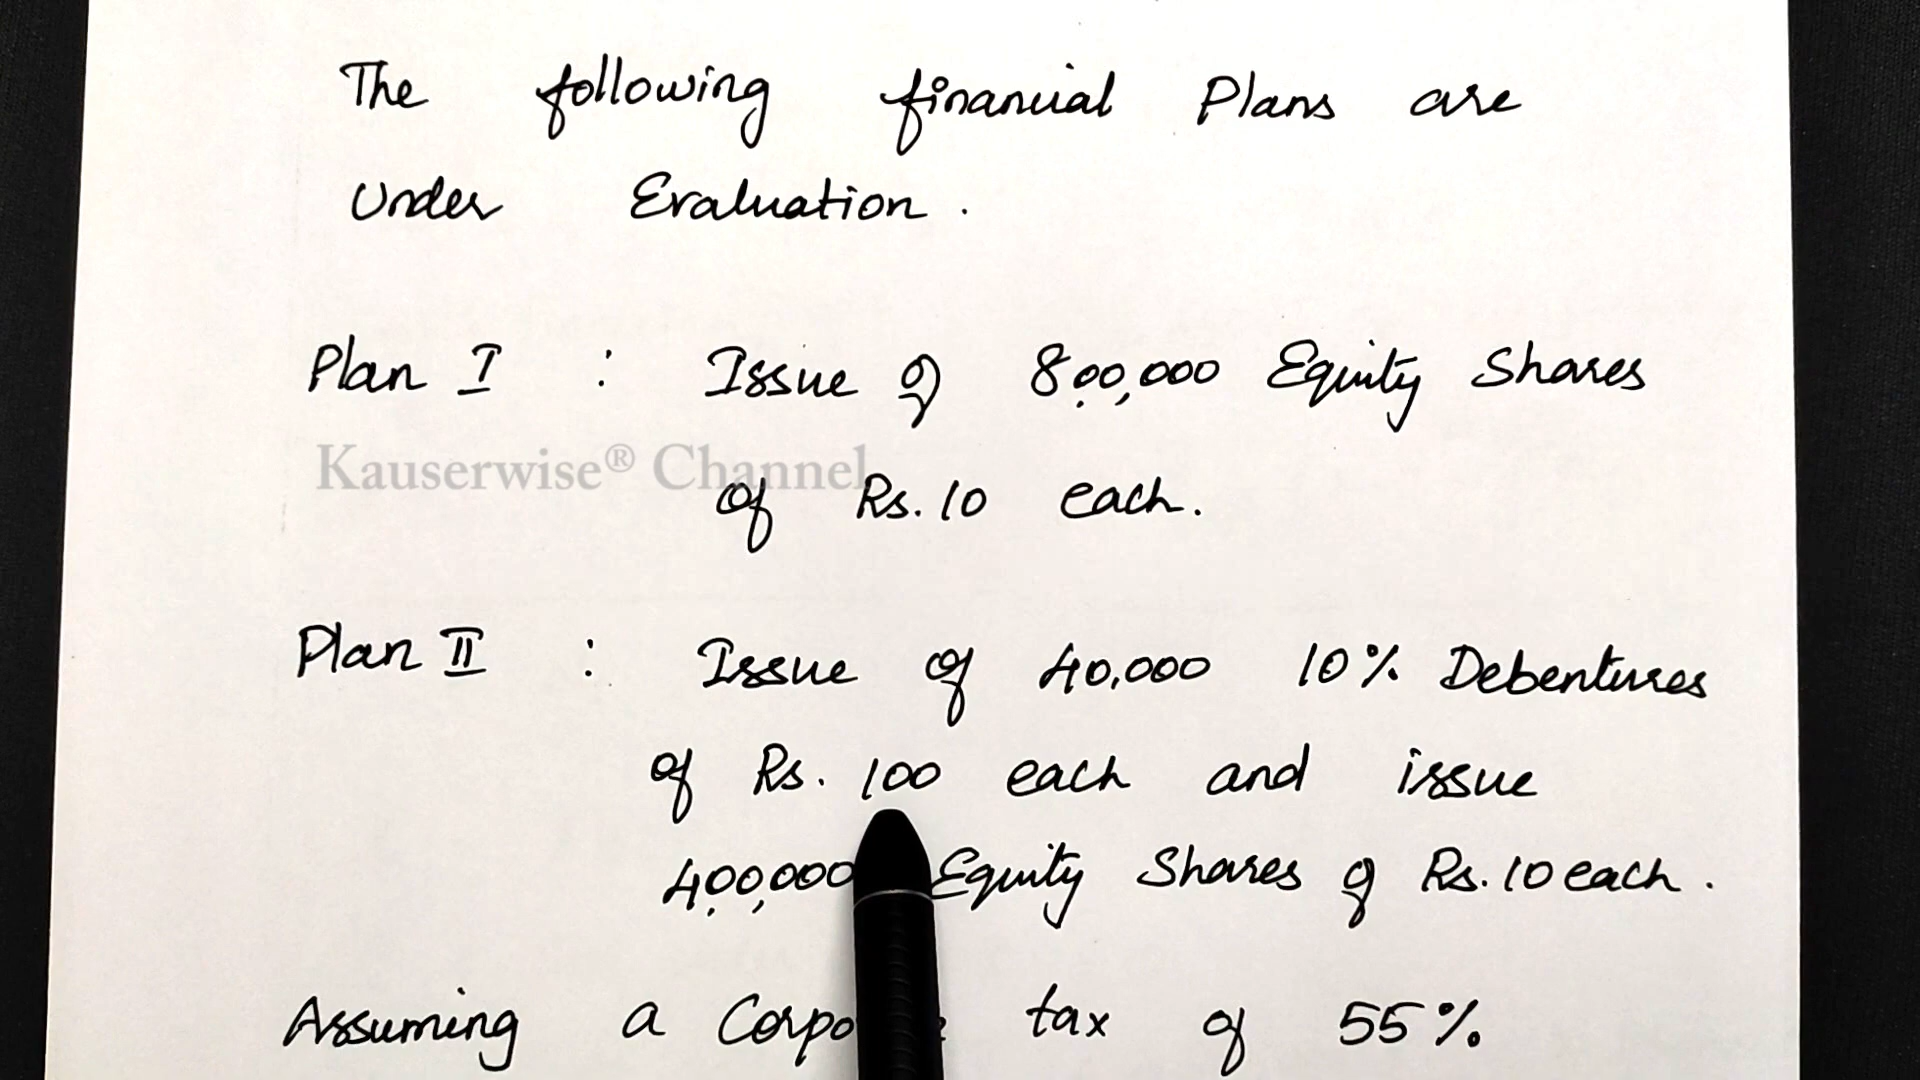 The following financial Plans are
Under Evaluation.
Plan I : Issue of 8,00,000 Equity Shares
Kauserwise® Channel
of Rs. 10 each.
Plan II : Issue of 40,000 10% Debentures
of Rs. 100 each and issue
4,00,000 Equity Shares of Rs. 10 each.
Assuming a tax of 55%